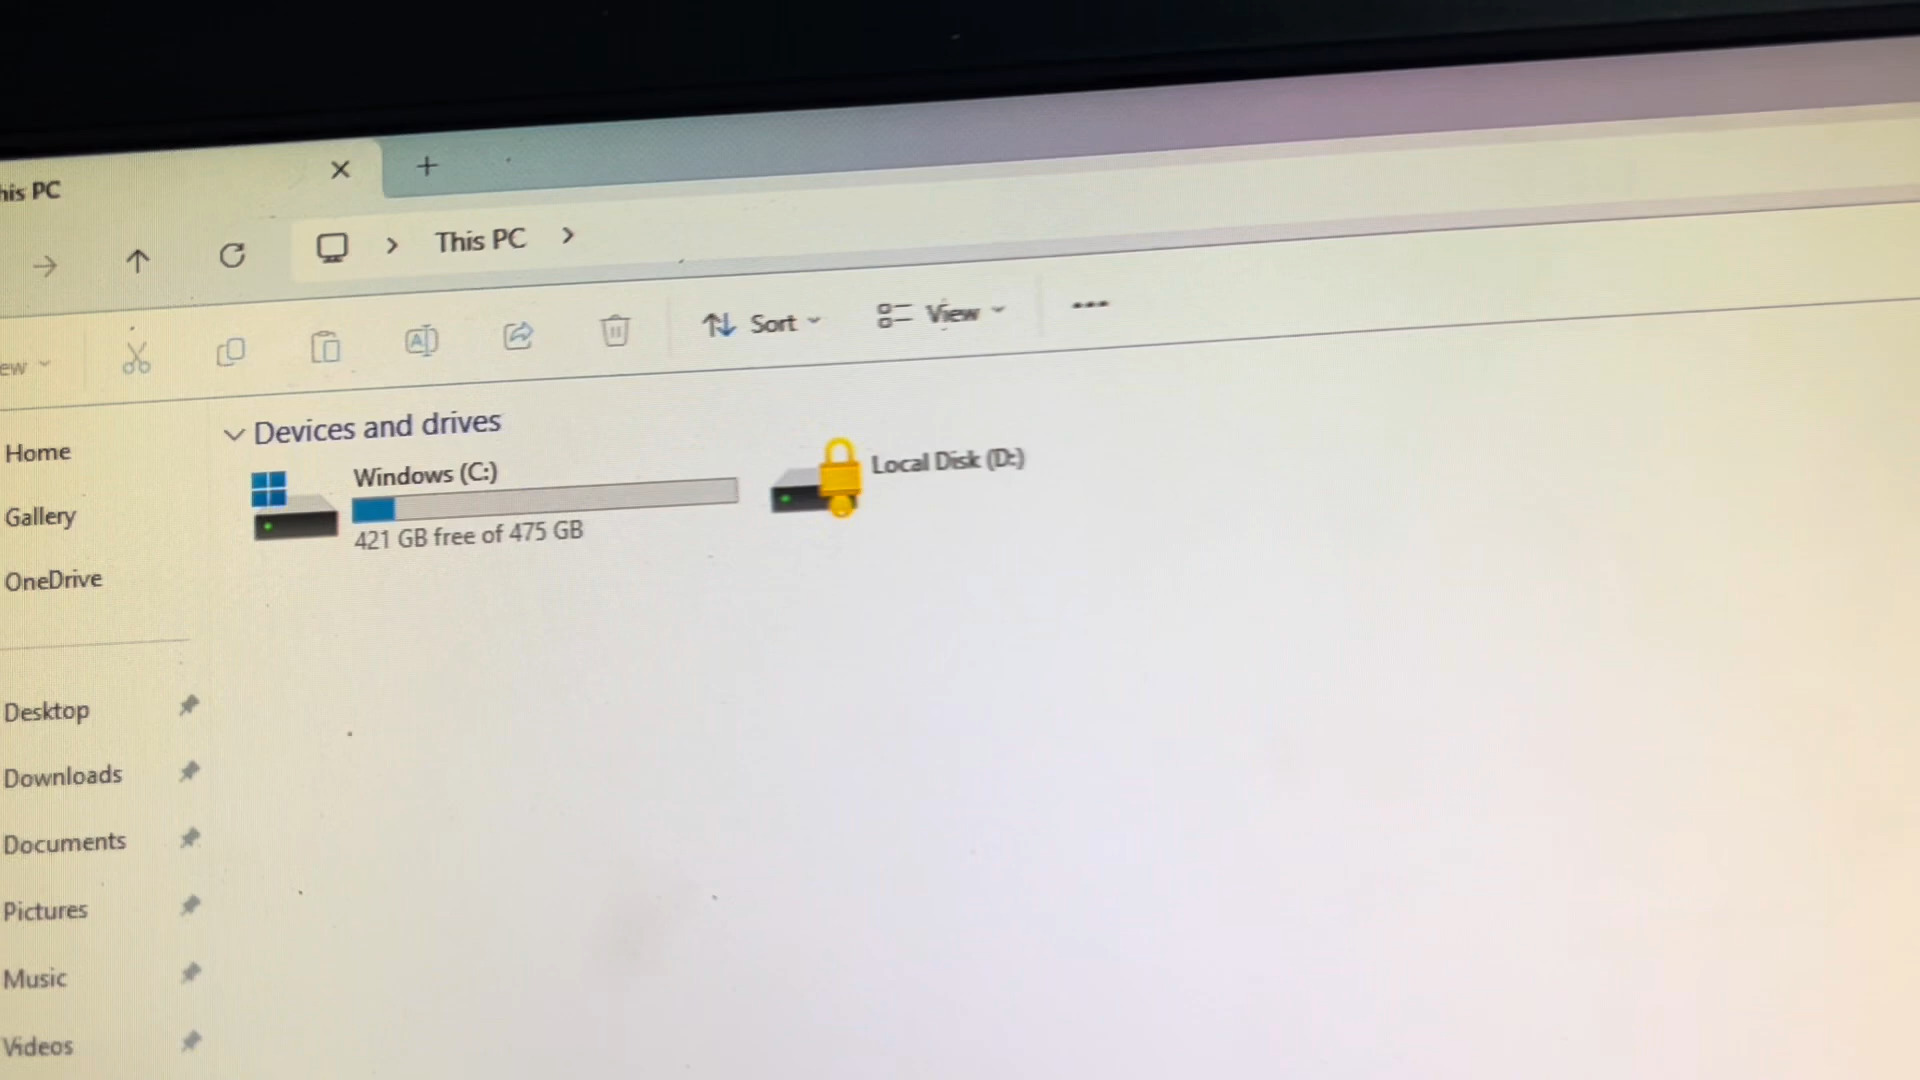 his PC
This PC
ew
Sort
View
Devices and drives
Home
Windows (C:)
Local Disk (D:)
Gallery
421 GB free of 475 GB
OneDrive
Desktop
Downloads
Documents
Pictures
Music
Videos